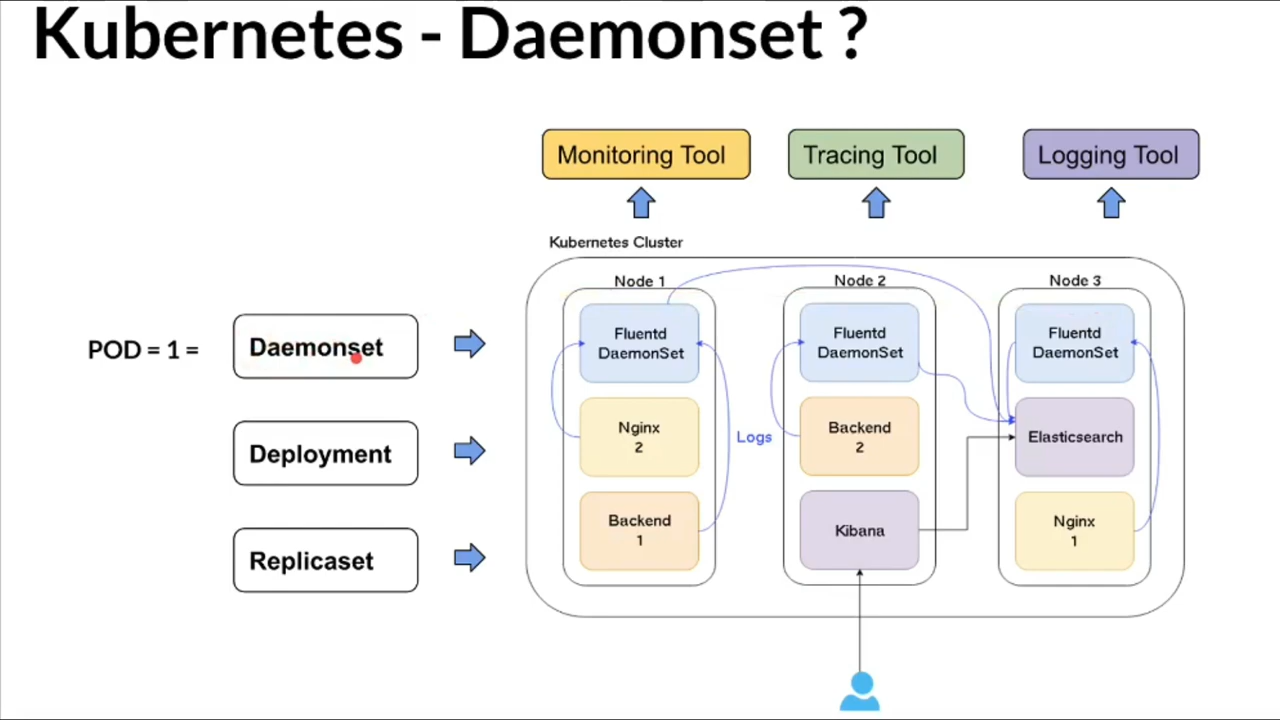 Kubernetes - Daemonset ?
Monitoring Tool
Tracing Tool
Logging Tool
Kubernetes Cluster
Node 1
Node 2
Node 3
POD = 1 =
Daemonset
Fluentd
DaemonSet
Fluentd
DaemonSet
Fluentd
DaemonSet
Deployment
Nginx
2
Logs
Backend
2
Elasticsearch
Replicaset
Backend
1
Kibana
Nginx
1